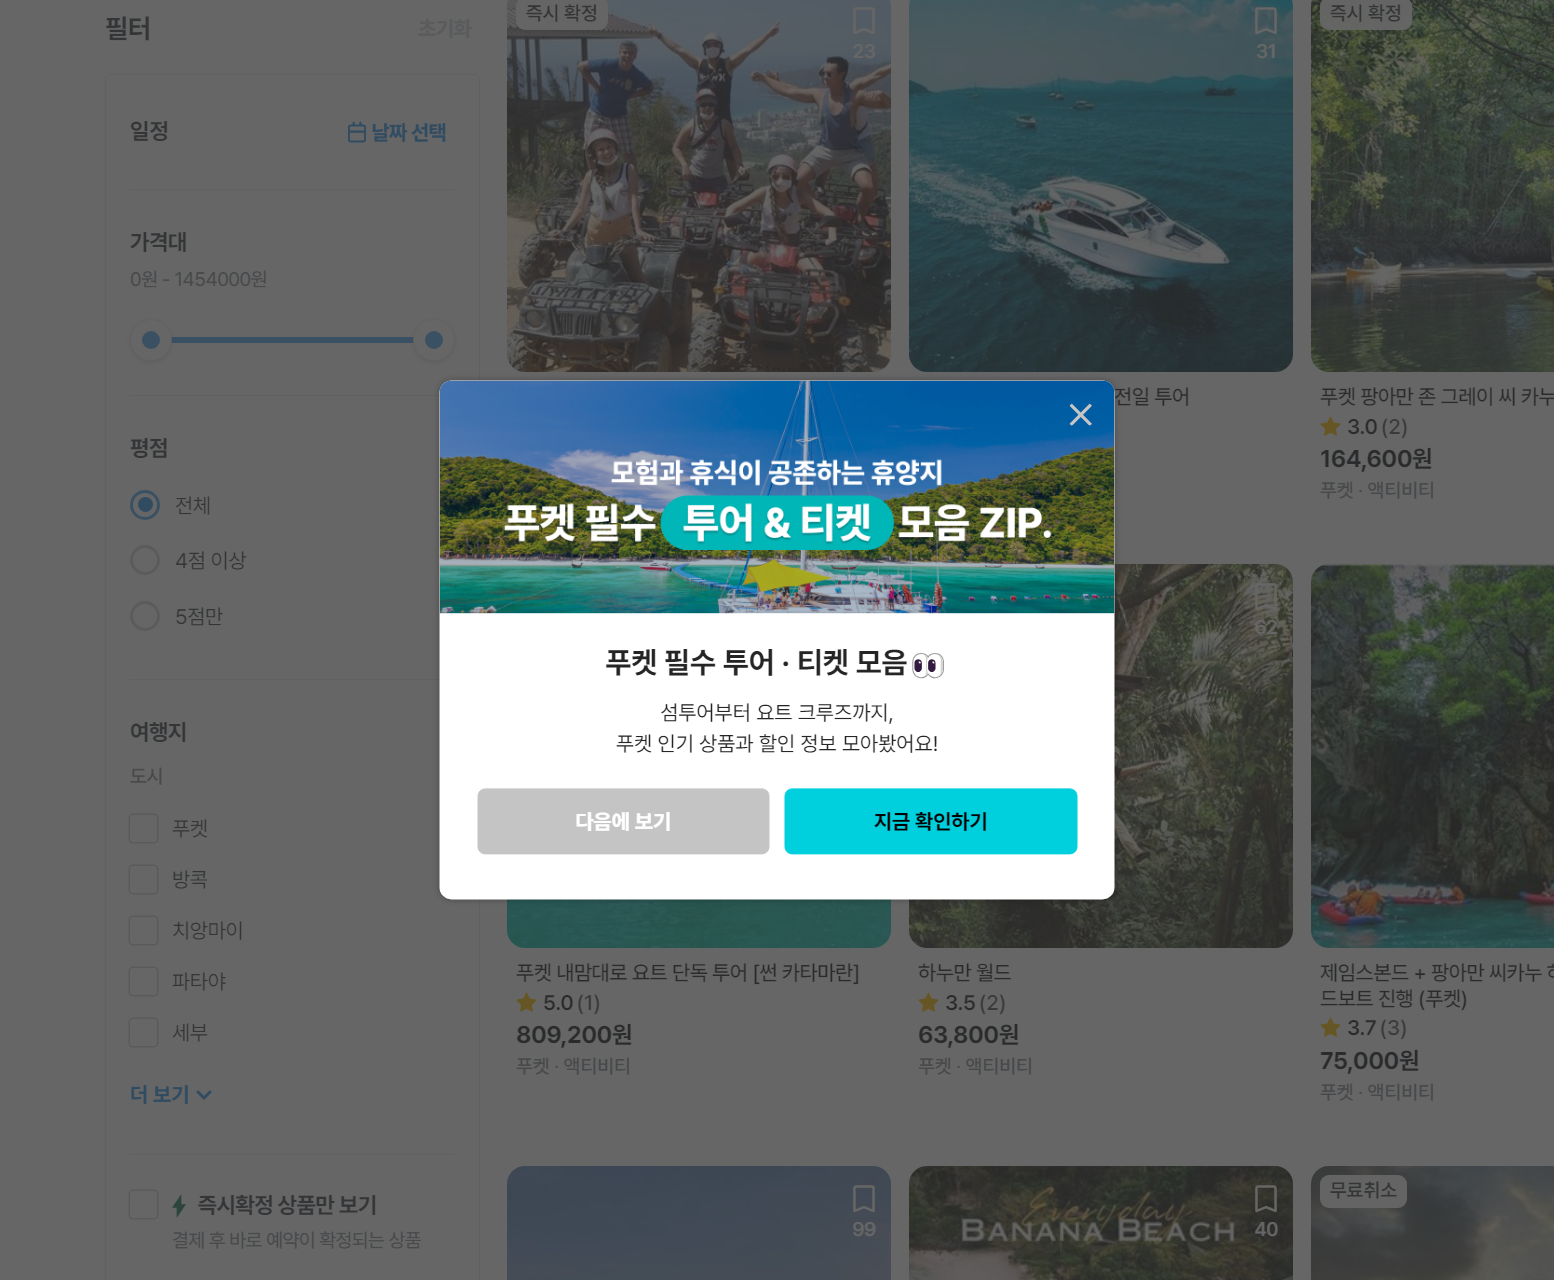 필터
초기화
일정
날짜 선택
가격대
0원 - 1454000원
평점
전체
4점 이상
5점만
여행지
도시
푸켓
방콕
치앙마이
파타야
세부
더 보기
즉시확정 상품만 보기
결제 후 바로 예약이 확정되는 상품
즉시 확정
23
31
전일 투어
즉시 확정
푸켓 팡아만 존 그레이 씨 카누
3.0 (2)
164,600원
푸켓 · 액티비티
모험과 휴식이 공존하는 휴양지
푸켓 필수 투어 & 티켓 모음 ZIP.
푸켓 필수 투어 · 티켓 모음👀
섬투어부터 요트 크루즈까지,
푸켓 인기 상품과 할인 정보 모아봤어요!
다음에 보기
지금 확인하기
푸켓 내맘대로 요트 단독 투어 [썬 카타마란]
5.0 (1)
809,200원
푸켓 · 액티비티
하누만 월드
3.5 (2)
63,800원
푸켓 · 액티비티
제임스본드 + 팡아만 씨카누
드보트 진행 (푸켓)
3.7 (3)
75,000원
푸켓 · 액티비티
99
Everyday
BANANA BEACH
40
무료취소